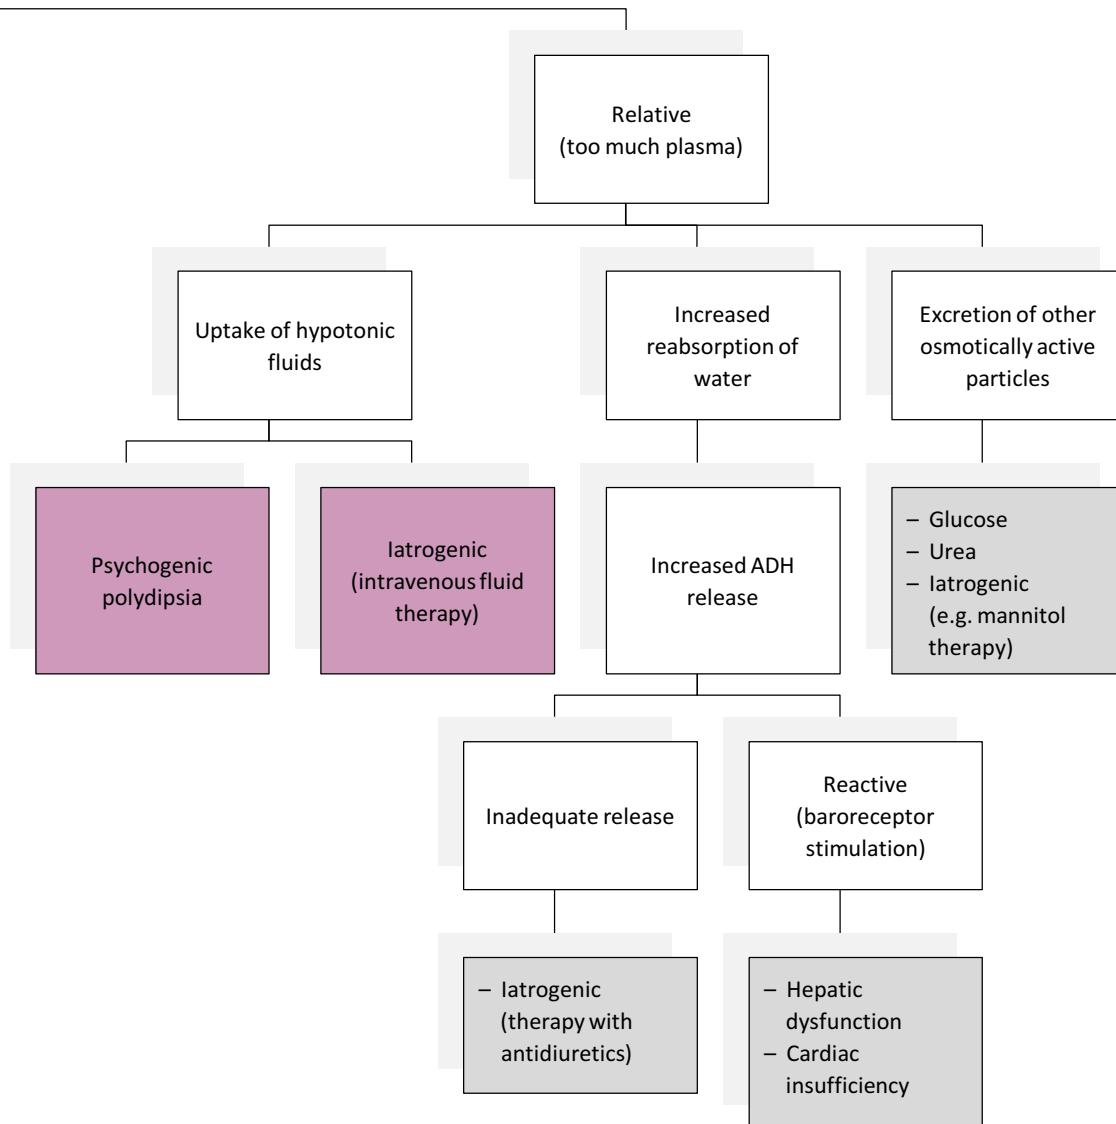 Relative
(too much plasma)
Uptake of hypotonic
fluids
Increased
reabsorption of
water
Excretion of other
osmotically active
particles
Psychogenic
polydipsia
Iatrogenic
(intravenous fluid
therapy)
Increased ADH
release
– Glucose
– Urea
– Iatrogenic
(e.g. mannitol
therapy)
Inadequate release
Reactive
(baroreceptor
stimulation)
– Iatrogenic
(therapy with
antidiuretics)
– Hepatic
dysfunction
– Cardiac
insufficiency